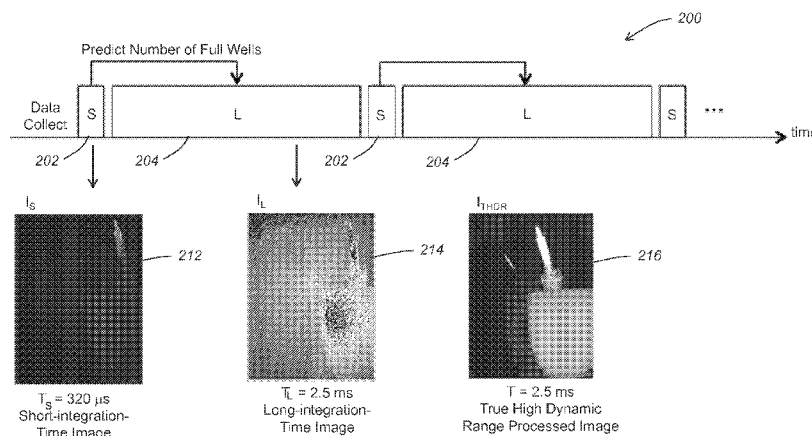 200
Predict Number of Full Wells
Data
Collect
S
L
S
L
S
•••
time
202
204
202
204
I_S
I_L
I_THDR
212
214
216
T_S = 320 µs
Short-integration-
Time Image
T_L = 2.5 ms
Long-integration-
Time Image
T = 2.5 ms
True High Dynamic
Range Processed Image